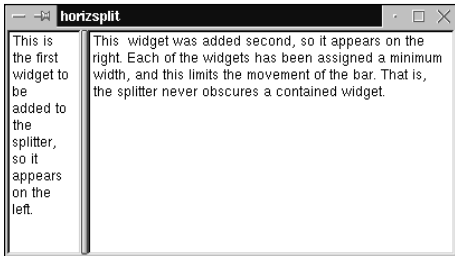 horizsplit
This is
the first
widget to
be
added to
the
splitter,
so it
appears
on the
left.
This  widget was added second, so it appears on the
right. Each of the widgets has been assigned a minimum
width, and this limits the movement of the bar. That is,
the splitter never obscures a contained widget.